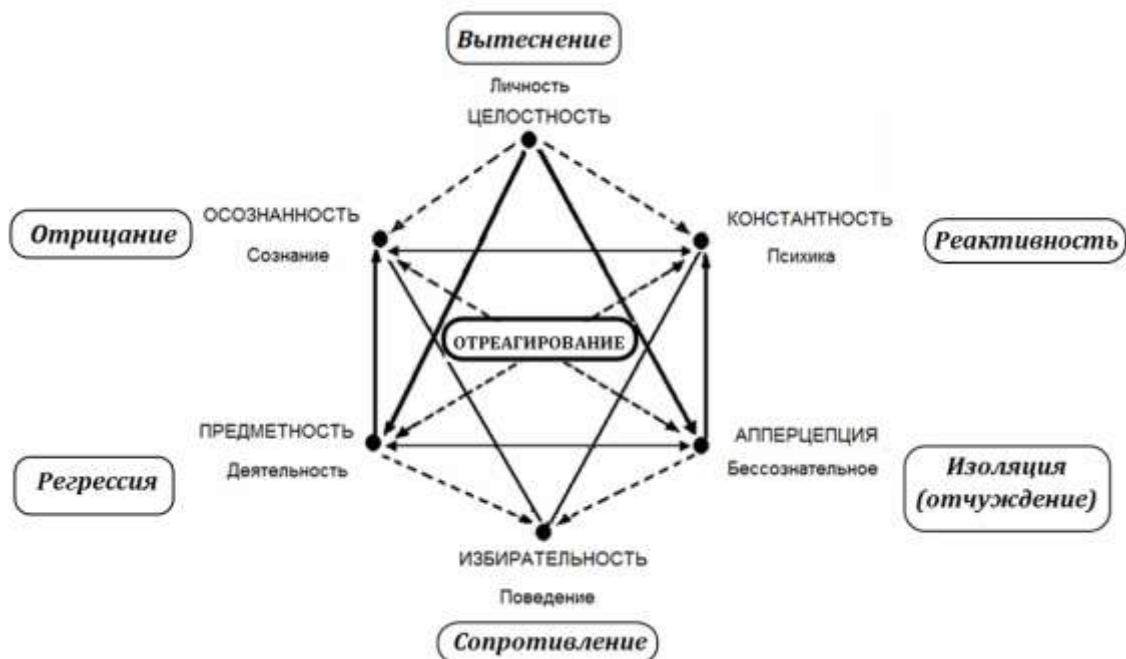 Вытеснение
Личность
ЦЕЛОСТНОСТЬ
ОСОЗНАННОСТЬ
КОНСТАНТНОСТЬ
Отрицание
Сознание
Психика
Реактивность
ОТРЕАГИРОВАНИЕ
ПРЕДМЕТНОСТЬ
АППЕРЦЕПЦИЯ
Регрессия
Деятельность
Бессознательное
Изоляция
(отчуждение)
ИЗБИРАТЕЛЬНОСТЬ
Поведение
Сопротивление